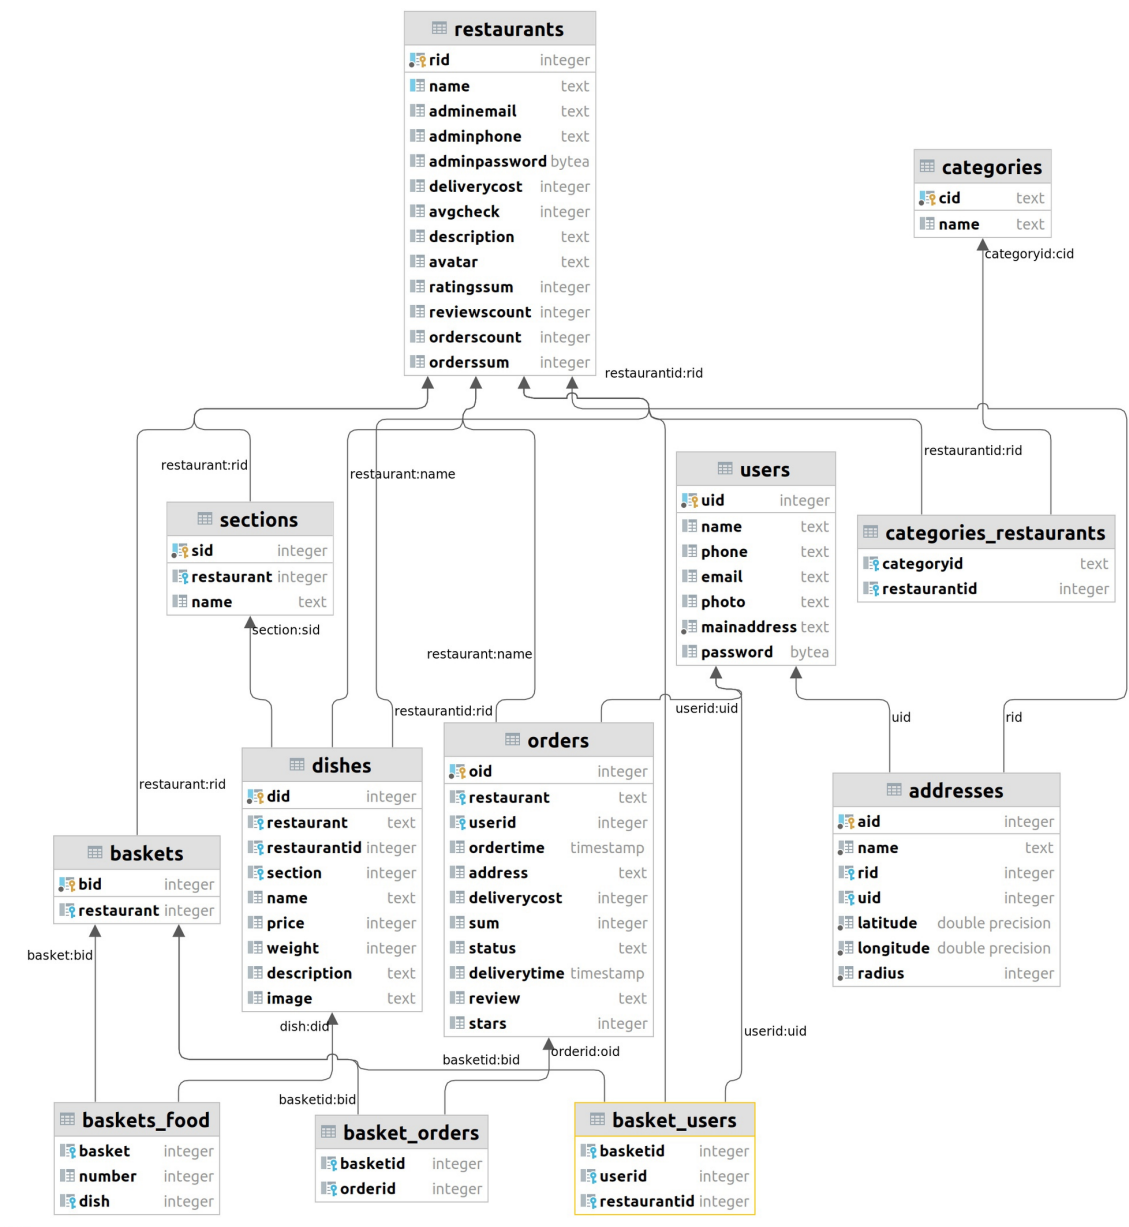 restaurants
rid integer
name text
adminemail text
adminphone text
adminpassword bytea
deliverycost integer
avgcheck integer
description text
avatar text
ratingssum integer
reviewscount integer
orderscount integer
orderssum integer
categories
cid text
name text
categoryid:cid
restaurantid:rid
restaurant:rid
restaurant:name
restaurantid:rid
users
uid integer
name text
phone text
email text
photo text
mainaddress text
password bytea
sections
sid integer
restaurant integer
name text
categories_restaurants
categoryid text
restaurantid integer
section:sid
restaurant:name
restaurantid:rid
userid:uid
uid
rid
restaurant:rid
dishes
did integer
restaurant text
restaurantid integer
section integer
name text
price integer
weight integer
description text
image text
orders
oid integer
restaurant text
userid integer
ordertime timestamp
address text
deliverycost integer
sum integer
status text
deliverytime timestamp
review text
stars integer
addresses
aid integer
name text
rid integer
uid integer
latitude double precision
longitude double precision
radius integer
baskets
bid integer
restaurant integer
basket:bid
dish:did
basketid:bid
orderid:oid
userid:uid
basketid:bid
baskets_food
basket integer
number integer
dish integer
basket_orders
basketid integer
orderid integer
basket_users
basketid integer
userid integer
restaurantid integer